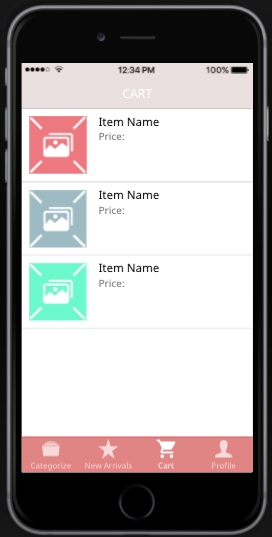 12:34 PM 100%
CART
Item Name
Price:
Item Name
Price:
Item Name
Price:
Categorize New Arrivals Cart Profile